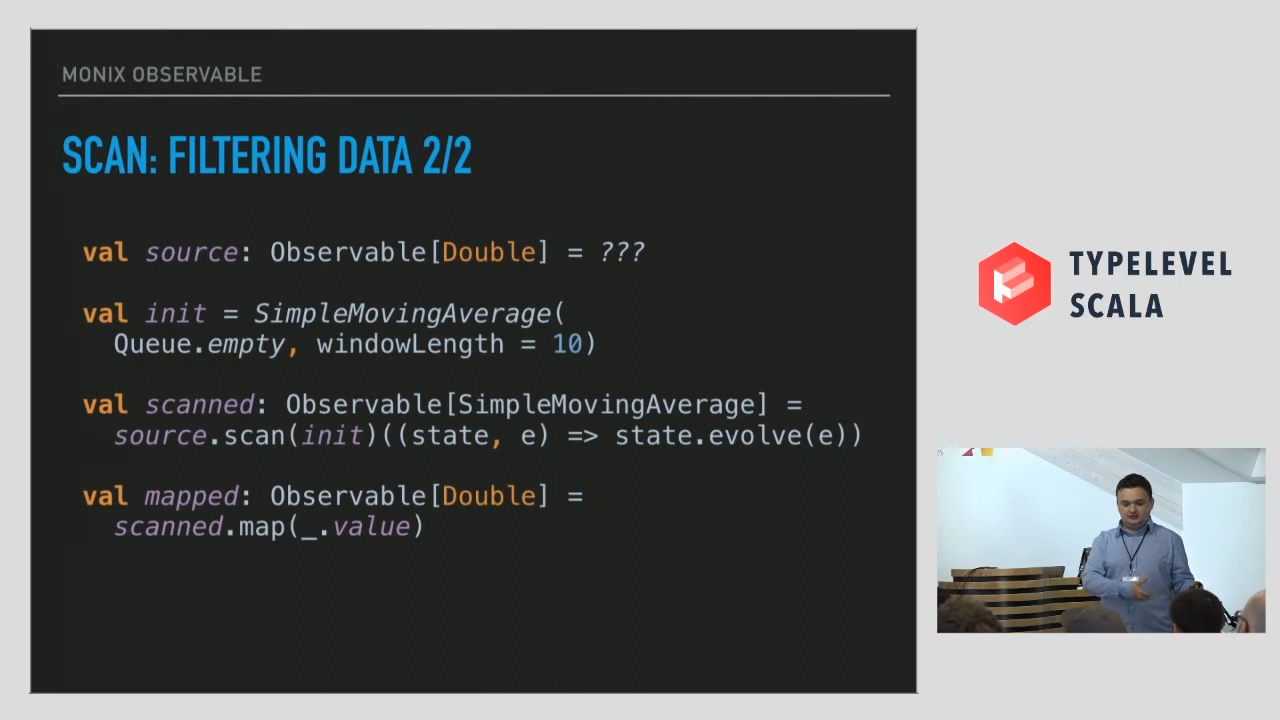 MONIX OBSERVABLE
SCAN: FILTERING DATA 2/2
val source: Observable[Double] = ???
val init = SimpleMovingAverage(
Queue.empty, windowLength = 10)
val scanned: Observable[SimpleMovingAverage] =
source.scan(init)((state, e) => state.evolve(e))
val mapped: Observable[Double] =
scanned.map(_.value)
TYPELEVEL
SCALA